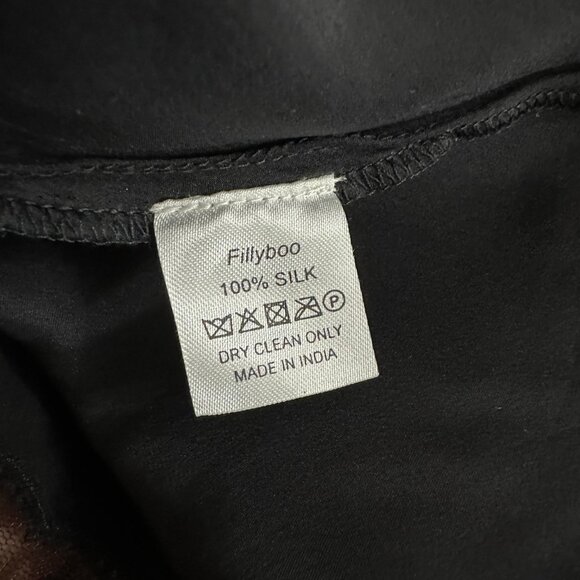 Fillyboo
100% SILK
P
DRY CLEAN ONLY
MADE IN INDIA